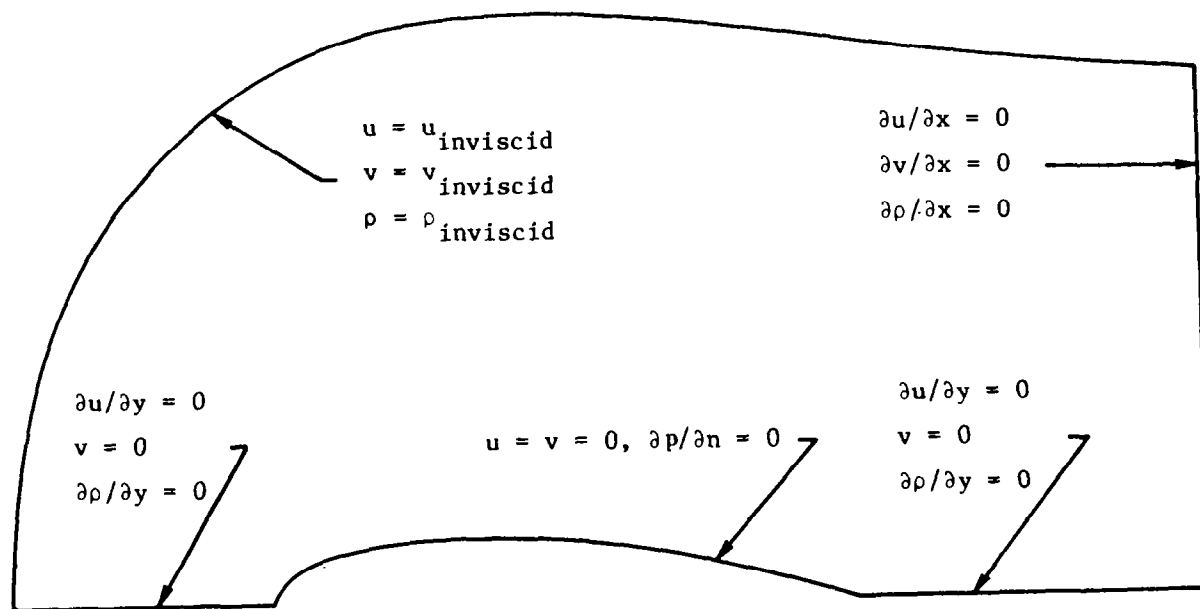 u = u_inviscid
v = v_inviscid
ρ = ρ_inviscid
∂u/∂x = 0
∂v/∂x = 0
∂ρ/∂x = 0
∂u/∂y = 0
v = 0
∂ρ/∂y = 0
u = v = 0, ∂p/∂n = 0
∂u/∂y = 0
v = 0
∂ρ/∂y = 0